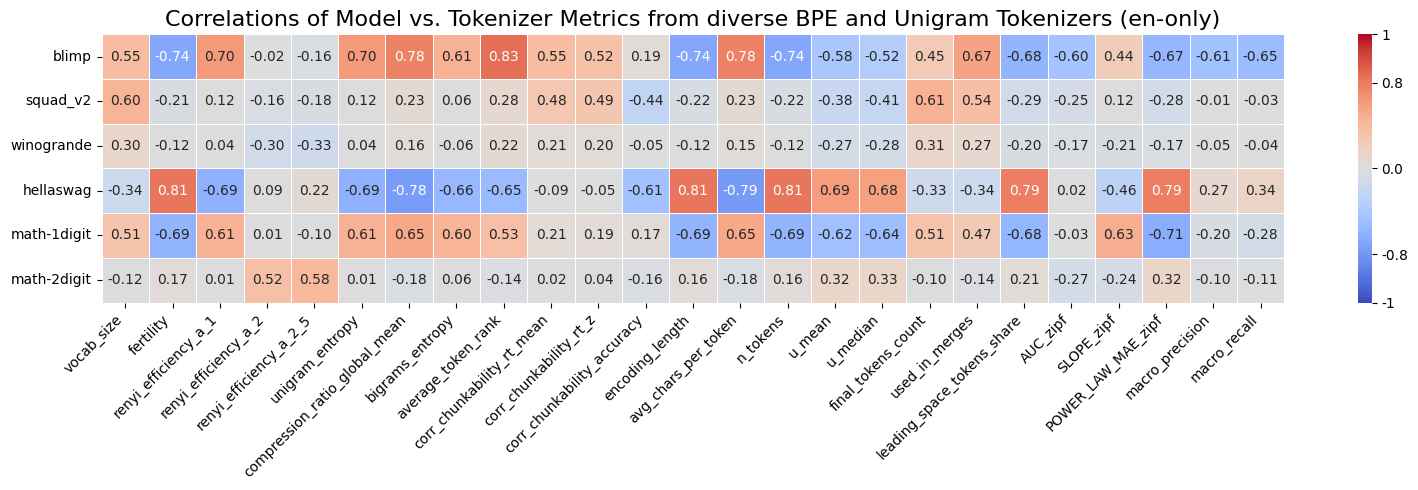 Correlations of Model vs. Tokenizer Metrics from diverse BPE and Unigram Tokenizers (en-only)
blimp 0.55 -0.74 0.70 -0.02 -0.16 0.70 0.78 0.61 0.83 0.55 0.52 0.19 -0.74 0.78 -0.74 -0.58 -0.52 0.45 0.67 -0.68 -0.60 0.44 -0.67 -0.61 -0.65
squad_v2 0.60 -0.21 0.12 -0.16 -0.18 0.12 0.23 0.06 0.28 0.48 0.49 -0.44 -0.22 0.23 -0.22 -0.38 -0.41 0.61 0.54 -0.29 -0.25 0.12 -0.28 -0.01 -0.03
winogrande 0.30 -0.12 0.04 -0.30 -0.33 0.04 0.16 -0.06 0.22 0.21 0.20 -0.05 -0.12 0.15 -0.12 -0.27 -0.28 0.31 0.27 -0.20 -0.17 -0.21 -0.17 -0.05 -0.04
hellaswag -0.34 0.81 -0.69 0.09 0.22 -0.69 -0.78 -0.66 -0.65 -0.09 -0.05 -0.61 0.81 -0.79 0.81 0.69 0.68 -0.33 -0.34 0.79 0.02 -0.46 0.79 0.27 0.34
math-1digit 0.51 -0.69 0.61 0.01 -0.10 0.61 0.65 0.60 0.53 0.21 0.19 0.17 -0.69 0.65 -0.69 -0.62 -0.64 0.51 0.47 -0.68 -0.03 0.63 -0.71 -0.20 -0.28
math-2digit -0.12 0.17 0.01 0.52 0.58 0.01 -0.18 0.06 -0.14 0.02 0.04 -0.16 0.16 -0.18 0.16 0.32 0.33 -0.10 -0.14 0.21 -0.27 -0.24 0.32 -0.10 -0.11
vocab_size
fertility
renyi_efficiency_a_1
renyi_efficiency_a_2
renyi_efficiency_a_2_5
unigram_entropy
compression_ratio_global_mean
bigrams_entropy
average_token_rank
corr_chunkability_rt_mean
corr_chunkability_rt_z
corr_chunkability_accuracy
encoding_length
avg_chars_per_token
n_tokens
u_mean
u_median
final_tokens_count
used_in_merges
leading_space_tokens_share
AUC_zipf
SLOPE_zipf
POWER_LAW_MAE_zipf
macro_precision
macro_recall
1
0.8
0.0
-0.8
-1